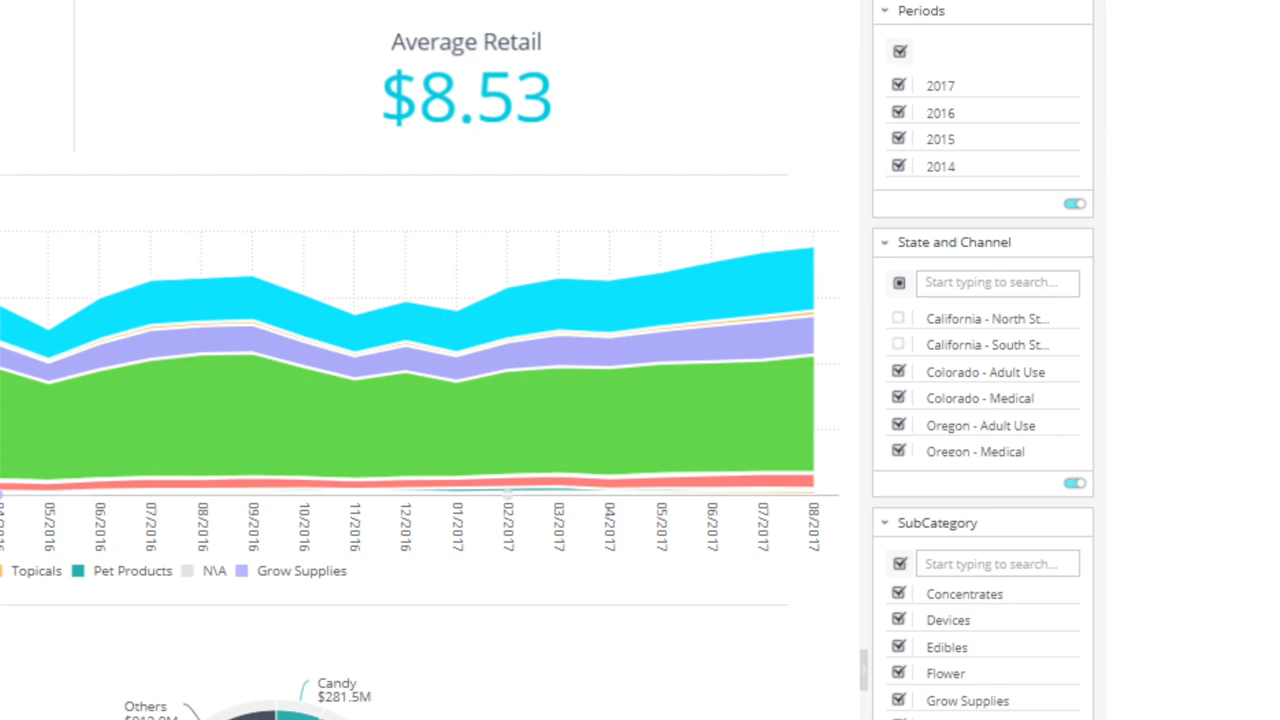 Average Retail
$8.53
05/2016
06/2016
07/2016
08/2016
09/2016
10/2016
11/2016
12/2016
01/2017
02/2017
03/2017
04/2017
05/2017
06/2017
07/2017
08/2017
Topicals Pet Products N\A Grow Supplies
Candy
$281.5M
Others
Periods
2017
2016
2015
2014
State and Channel
Start typing to search...
California - North St...
California - South St...
Colorado - Adult Use
Colorado - Medical
Oregon - Adult Use
Oregon - Medical
SubCategory
Start typing to search...
Concentrates
Devices
Edibles
Flower
Grow Supplies